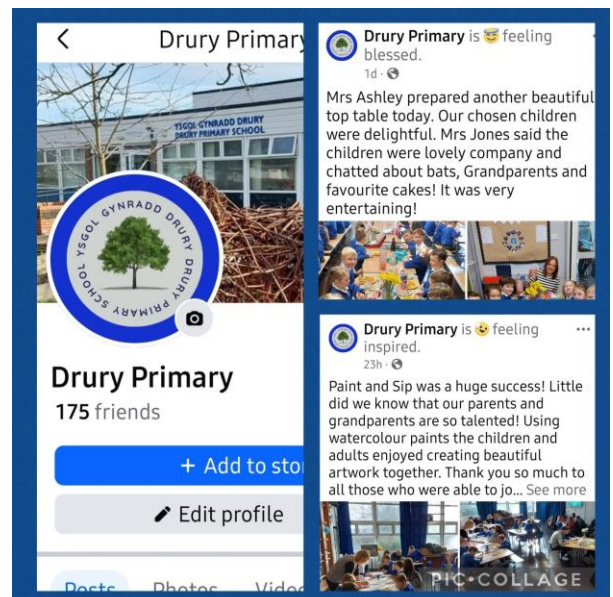 Drury Primary
YSGOL GYNRADD DRURY
DRURY PRIMARY SCHOOL
YSGOL GYNRADD DRURY DRURY PRIMARY SCHOOL
Drury Primary
175 friends
+ Add to sto
Edit profile
Posts Photos Video
Drury Primary is 😇 feeling
blessed.
1d ·
Mrs Ashley prepared another beautiful
top table today. Our chosen children
were delightful. Mrs Jones said the
children were lovely company and
chatted about bats, Grandparents and
favourite cakes! It was very
entertaining!
Drury Primary is 🤩 feeling
inspired.
23h ·
Paint and Sip was a huge success! Little
did we know that our parents and
grandparents are so talented! Using
watercolour paints the children and
adults enjoyed creating beautiful
artwork together. Thank you so much to
all those who were able to jo... See more
PIC•COLLAGE